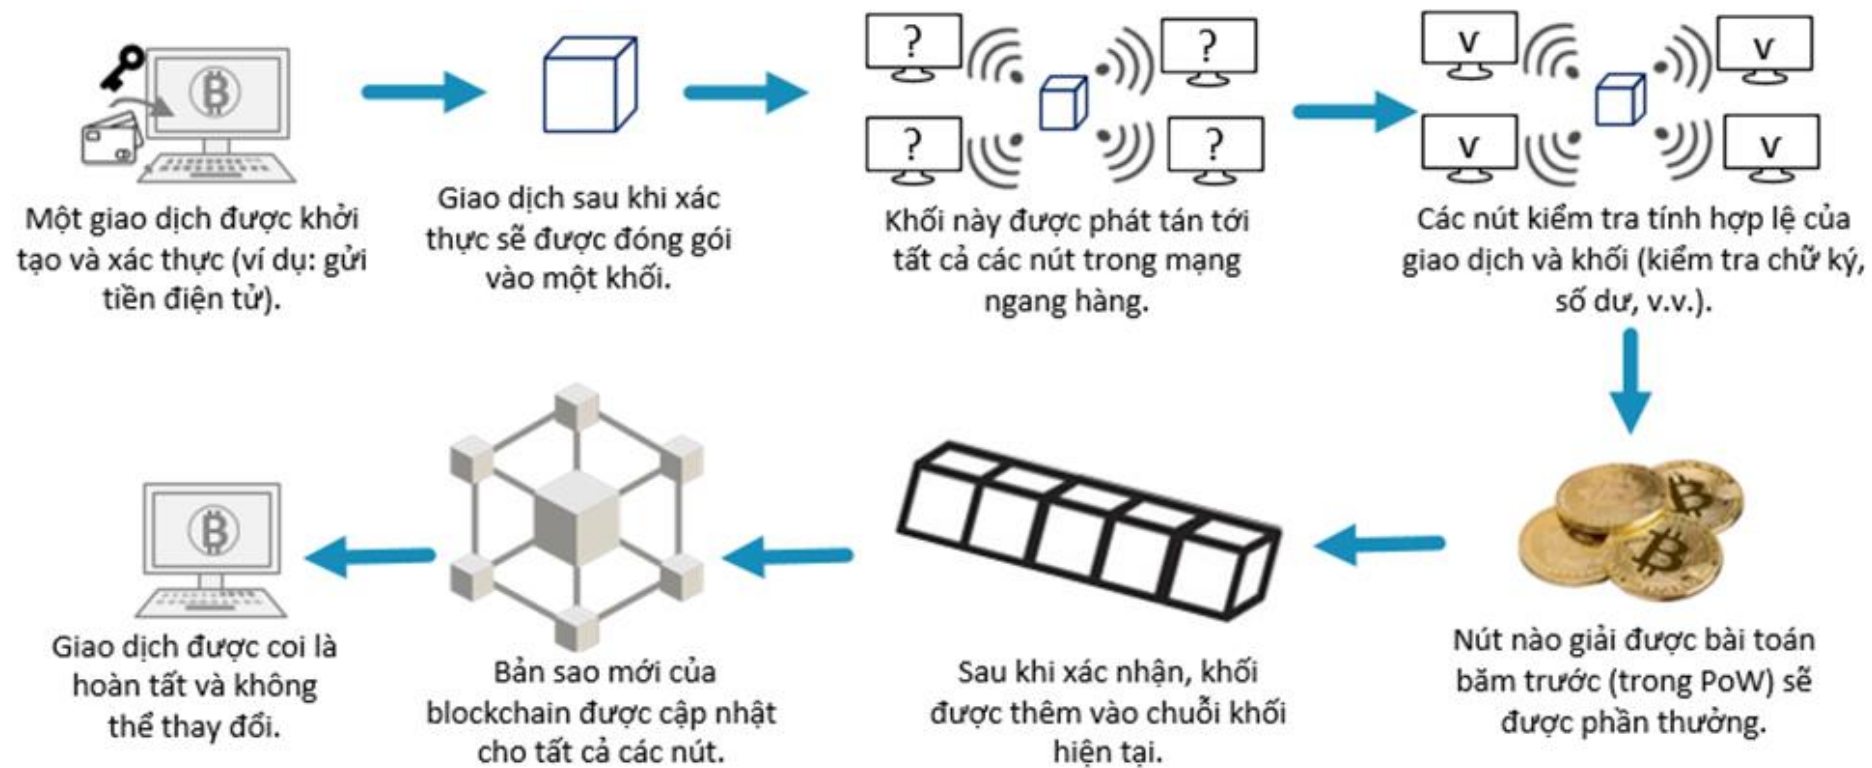 Một giao dịch được khởi
tạo và xác thực (ví dụ: gửi
tiền điện tử).
Giao dịch sau khi xác
thực sẽ được đóng gói
vào một khối.
?
?
?
?
Khối này được phát tán tới
tất cả các nút trong mạng
ngang hàng.
v
v
v
v
Các nút kiểm tra tính hợp lệ của
giao dịch và khối (kiểm tra chữ ký,
số dư, v.v.).
Nút nào giải được bài toán
băm trước (trong PoW) sẽ
được phần thưởng.
Sau khi xác nhận, khối
được thêm vào chuỗi khối
hiện tại.
Bản sao mới của
blockchain được cập nhật
cho tất cả các nút.
Giao dịch được coi là
hoàn tất và không
thể thay đổi.